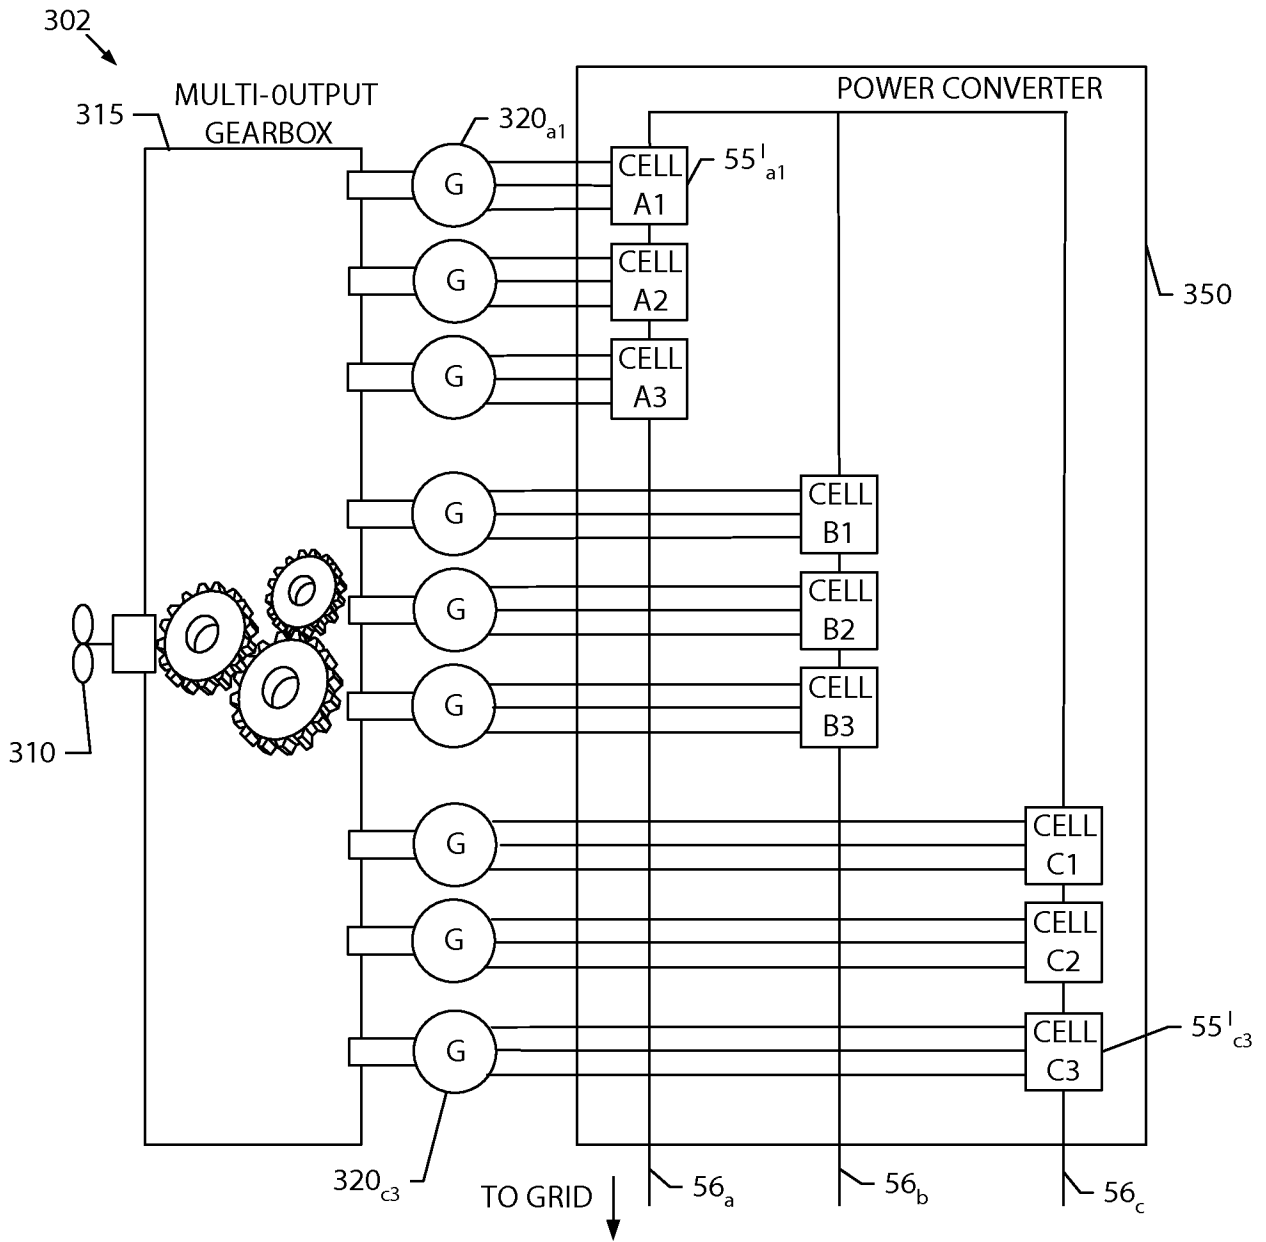 302
MULTI-0UTPUT
GEARBOX
315
320a1
POWER CONVERTER
G
CELL
A1
55'a1
G
CELL
A2
350
G
CELL
A3
G
CELL
B1
G
CELL
B2
G
CELL
B3
310
G
CELL
C1
G
CELL
C2
G
CELL
C3
55'c3
320c3
TO GRID
56a
56b
56c